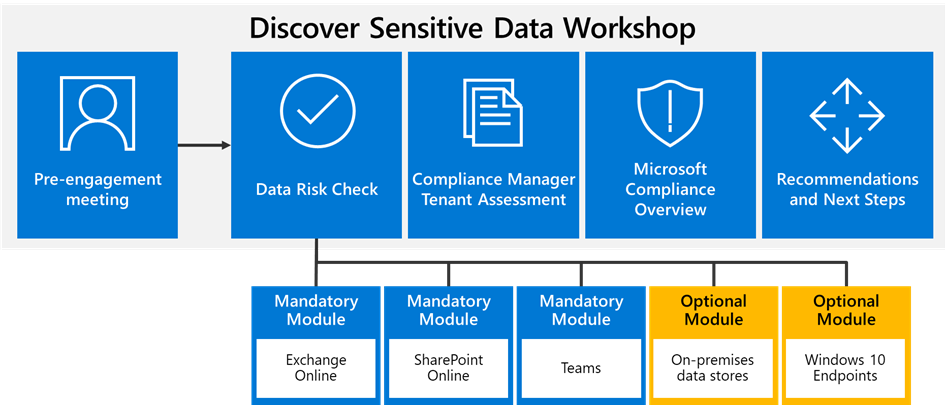 Discover Sensitive Data Workshop
Pre-engagement
meeting
Data Risk Check
Compliance Manager
Tenant Assessment
Microsoft
Compliance
Overview
Recommendations
and Next Steps
Mandatory
Module
Exchange
Online
Mandatory
Module
SharePoint
Online
Mandatory
Module
Teams
Optional
Module
On-premises
data stores
Optional
Module
Windows 10
Endpoints